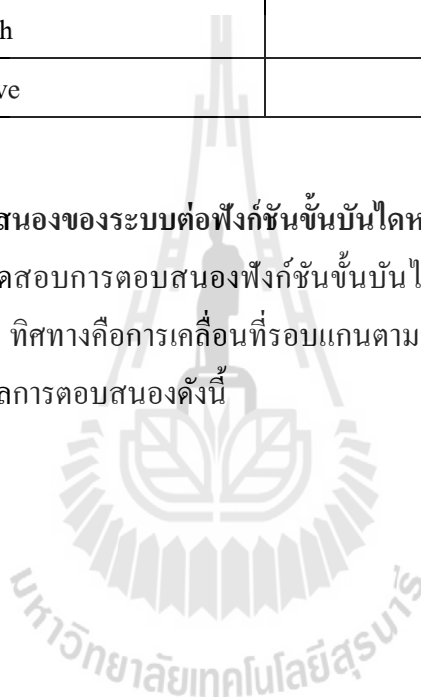 h
ve
สนองของระบบต่อฟังก์ชันขั้นบันไดห
ดสอบการตอบสนองฟังก์ชันขั้นบันไ
ทิศทางคือการเคลื่อนที่รอบแกนตาม
ลการตอบสนองดังนี้
มหาวิทยาลัยเทคโนโลยีสุรนารี